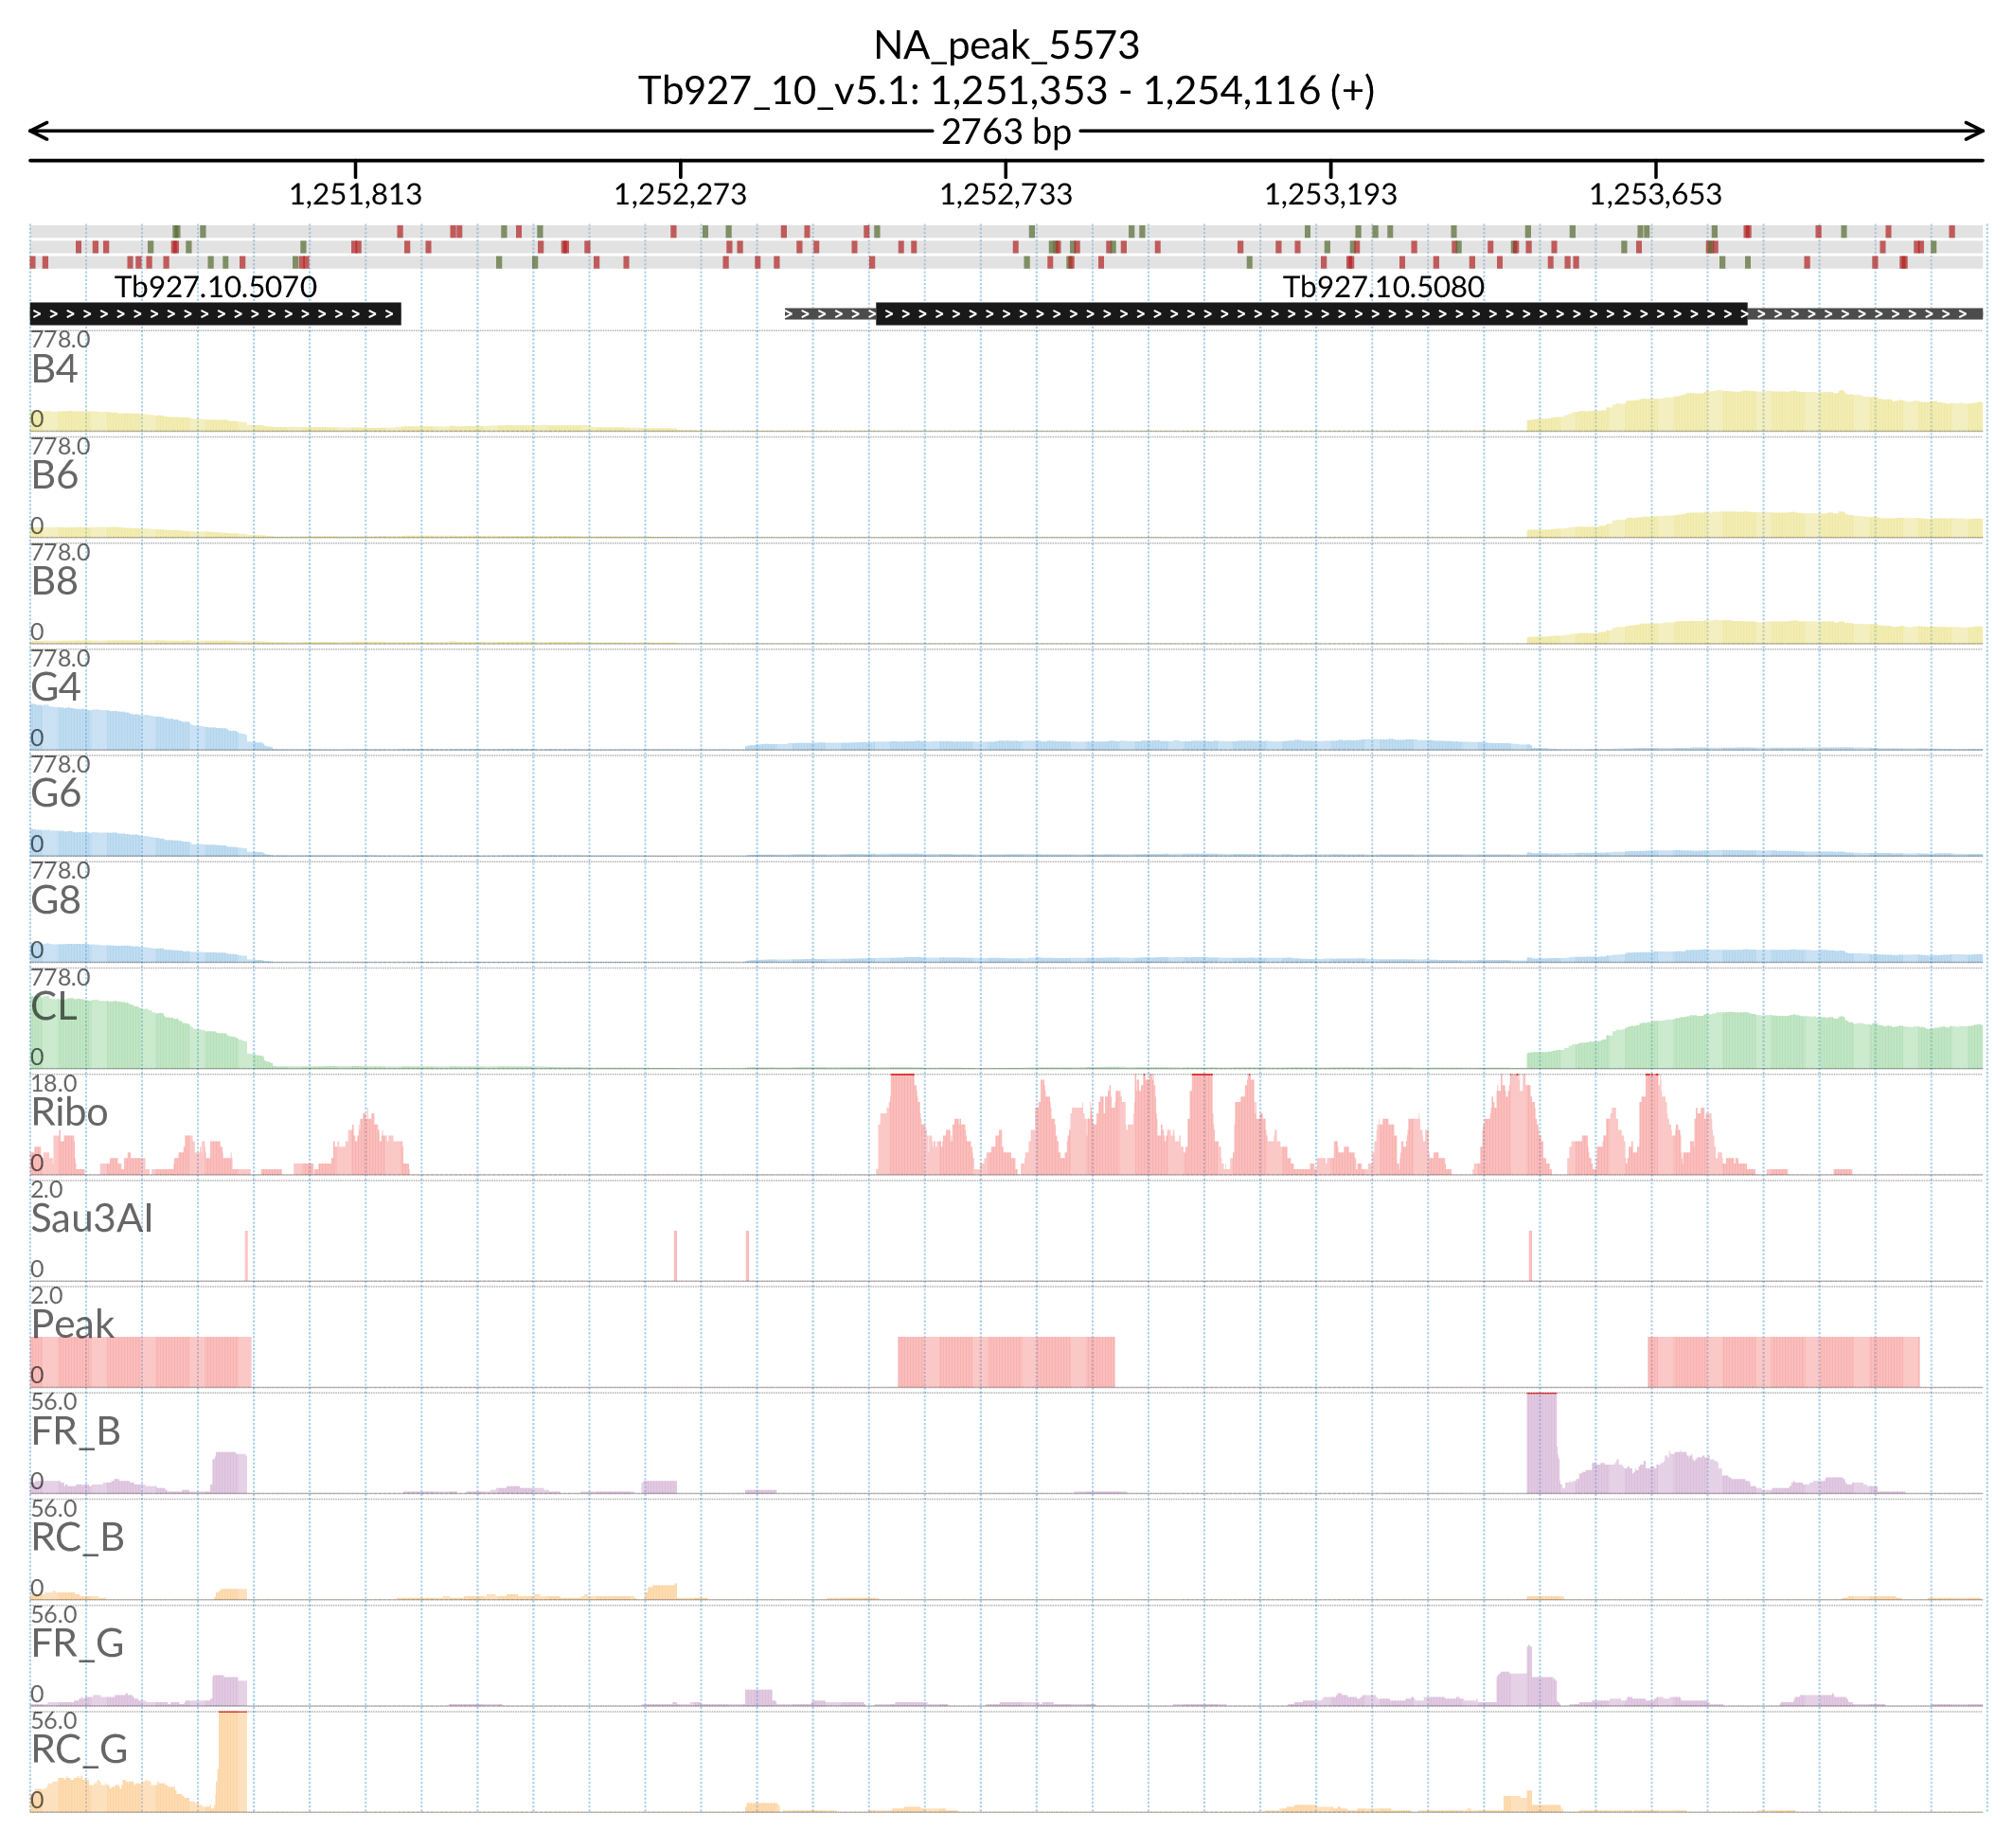 NA_peak_5573
Tb927_10_v5.1: 1,251,353 - 1,254,116 (+)
2763 bp
1,251,813 1,252,273 1,252,733 1,253,193 1,253,653
Tb927.10.5070 Tb927.10.5080
778.0
B4
0
778.0
B6
0
778.0
B8
0
778.0
G4
0
778.0
G6
0
778.0
G8
0
778.0
CL
0
18.0
Ribo
0
2.0
Sau3AI
0
2.0
Peak
0
56.0
FR_B
0
56.0
RC_B
0
56.0
FR_G
0
56.0
RC_G
0